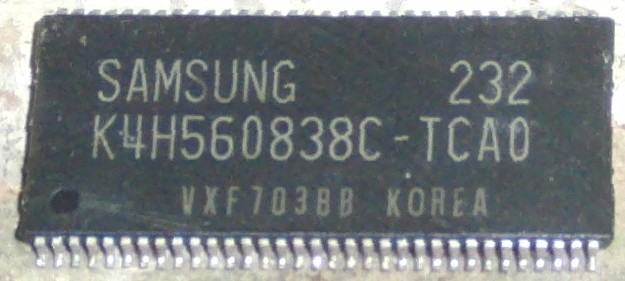 SAMSUNG 232
K4H560838C-TCA0
VXF703BB KOREA